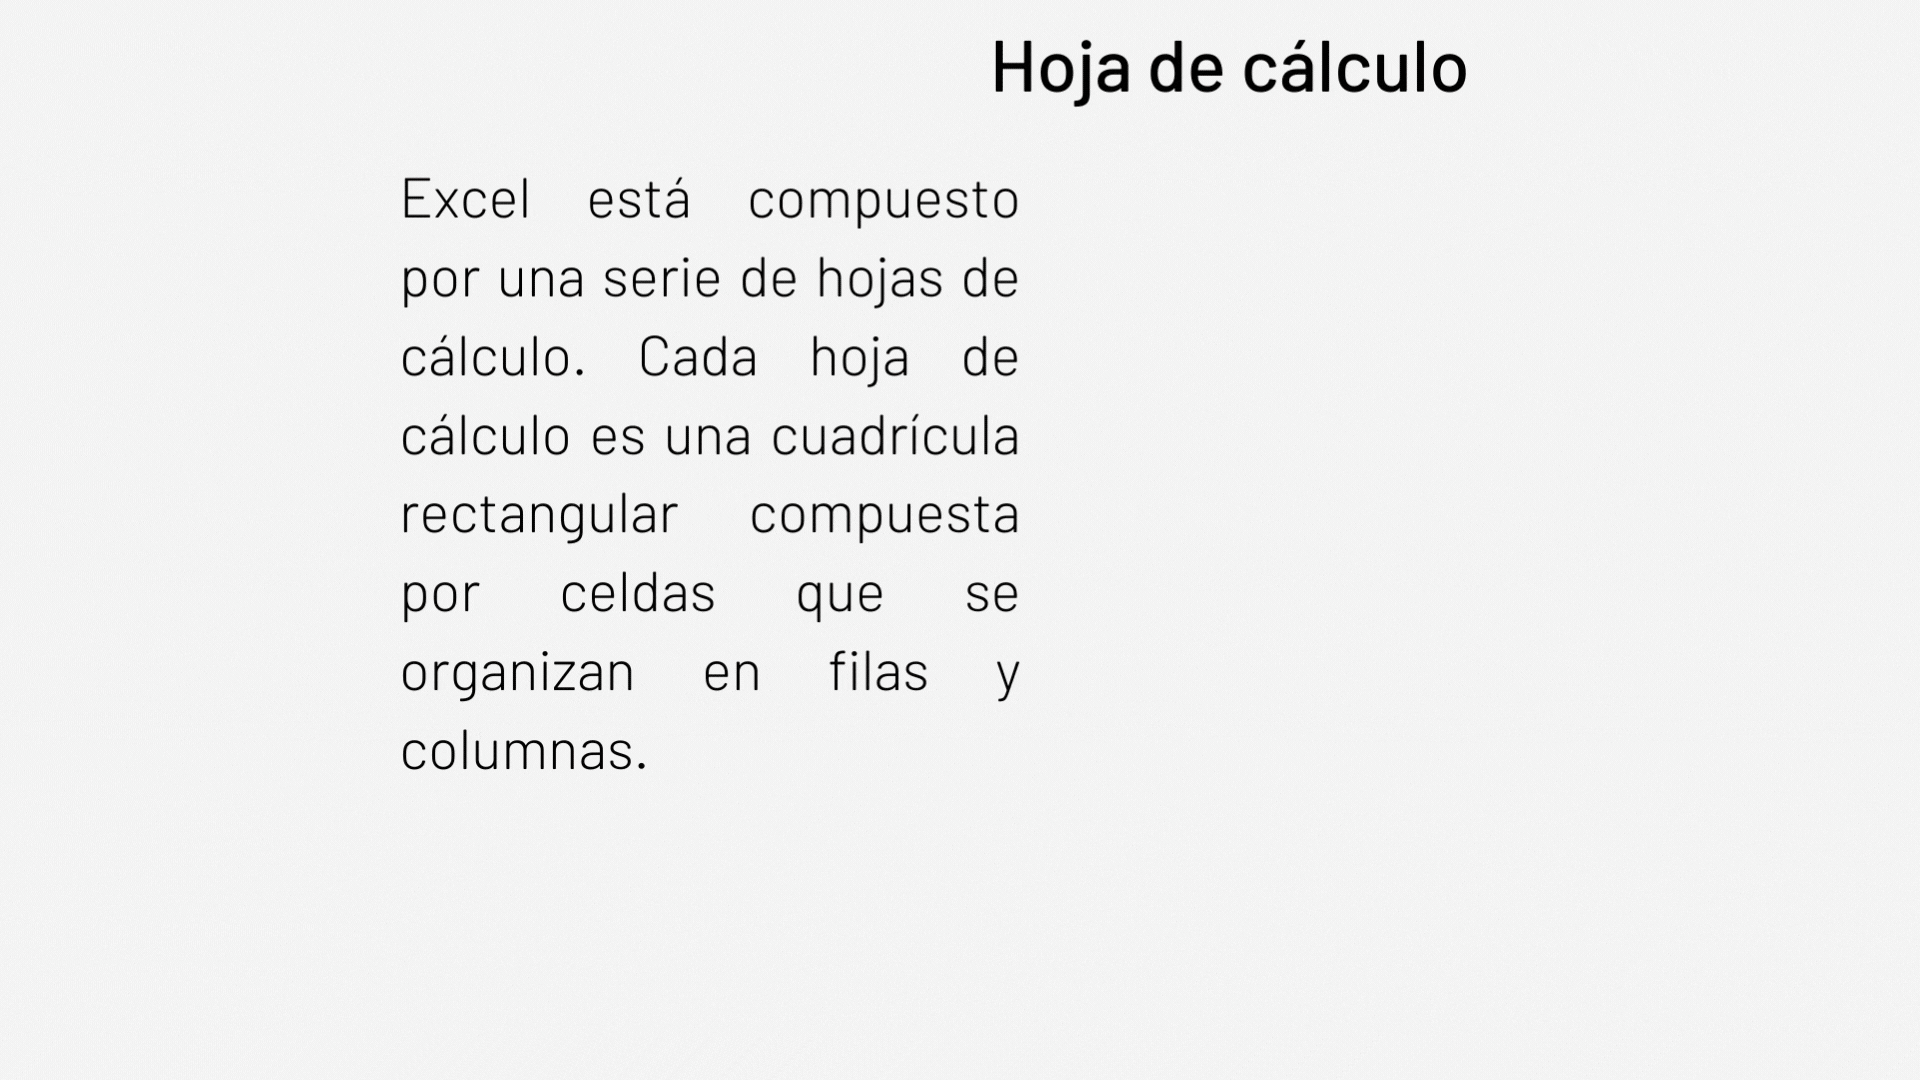 Hoja de cálculo
Excel está compuesto
por una serie de hojas de
cálculo. Cada hoja de
cálculo es una cuadrícula
rectangular compuesta
por celdas que se
organizan en filas y
columnas.